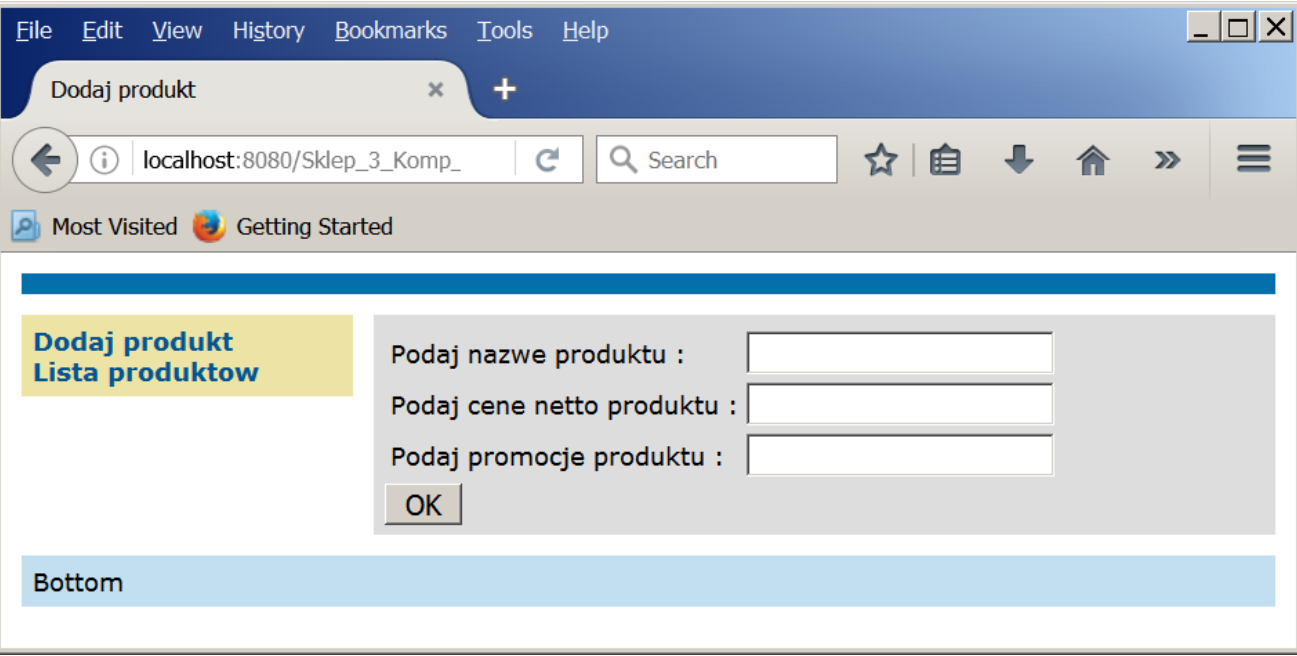 File Edit View History Bookmarks Tools Help
Dodaj produkt
localhost:8080/Sklep_3_Komp_
Search
Most Visited Getting Started
Dodaj produkt
Lista produktow
Podaj nazwe produktu :
Podaj cene netto produktu :
Podaj promocje produktu :
OK
Bottom